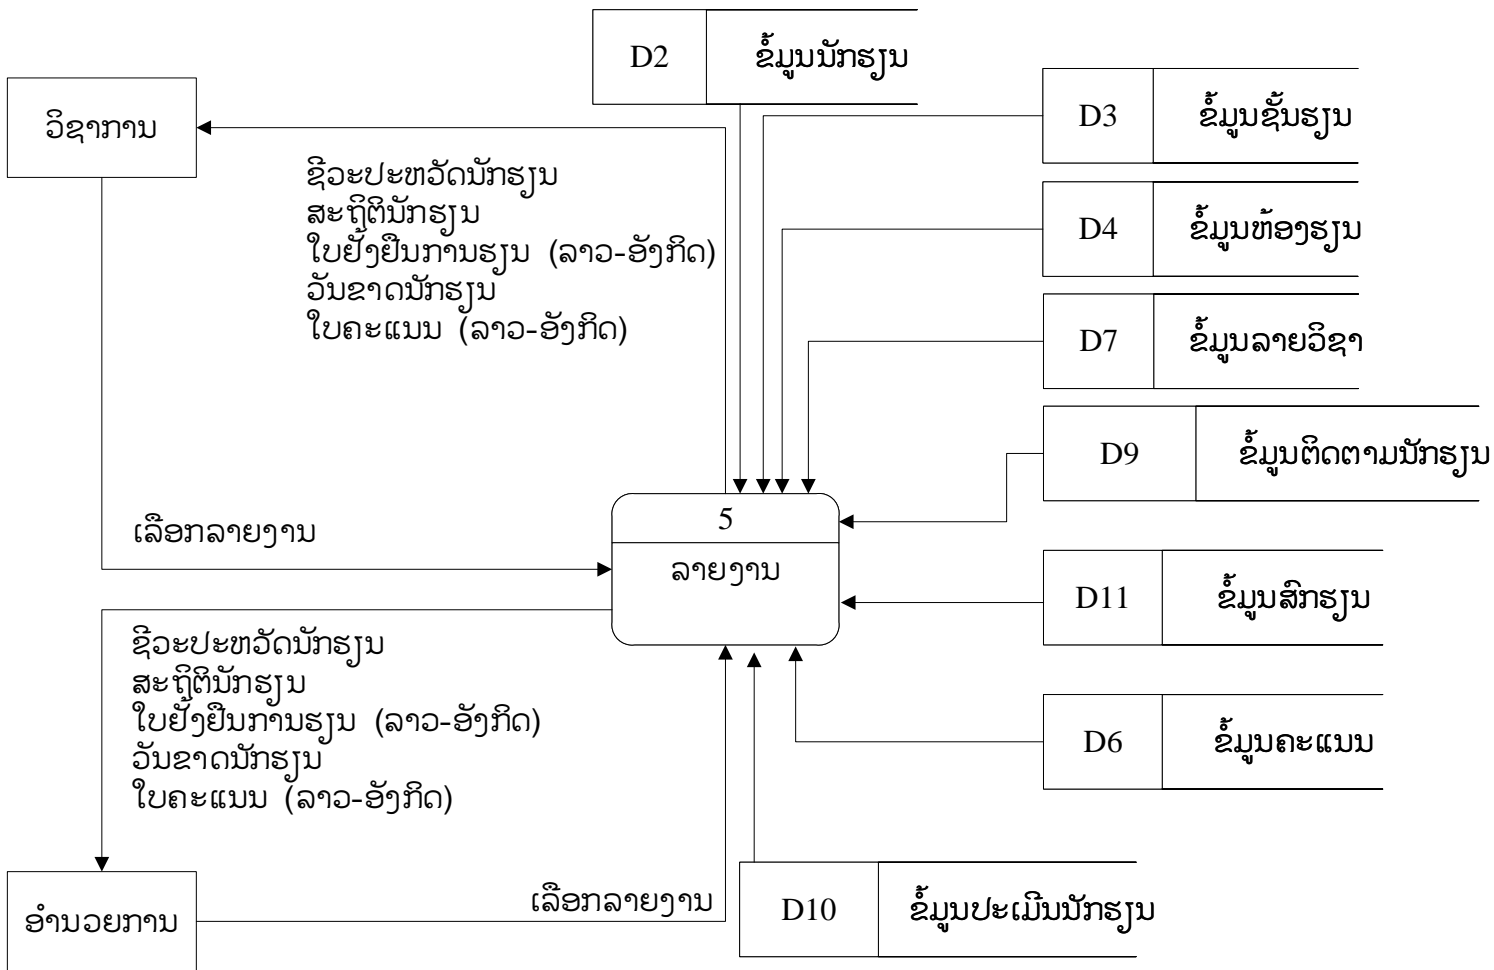 D2 ຂໍ້ມູນນັກຮຽນ
D3 ຂໍ້ມູນຊັ້ນຮຽນ
ວິຊາການ
ຊີວະປະຫວັດນັກຮຽນ
ສະຖິຕິນັກຮຽນ
ໃບຢັ້ງຢືນການຮຽນ (ລາວ-ອັງກິດ)
ວັນຂາດນັກຮຽນ
ໃບຄະແນນ (ລາວ-ອັງກິດ)
D4 ຂໍ້ມູນຫ້ອງຮຽນ
D7 ຂໍ້ມູນລາຍວິຊາ
D9 ຂໍ້ມູນຕິດຕາມນັກຮຽນ
ເລືອກລາຍງານ
5
ລາຍງານ
D11 ຂໍ້ມູນສົກຮຽນ
ຊີວະປະຫວັດນັກຮຽນ
ສະຖິຕິນັກຮຽນ
ໃບຢັ້ງຢືນການຮຽນ (ລາວ-ອັງກິດ)
ວັນຂາດນັກຮຽນ
ໃບຄະແນນ (ລາວ-ອັງກິດ)
D6 ຂໍ້ມູນຄະແນນ
ອຳນວຍການ
ເລືອກລາຍງານ
D10 ຂໍ້ມູນປະເມີນນັກຮຽນ